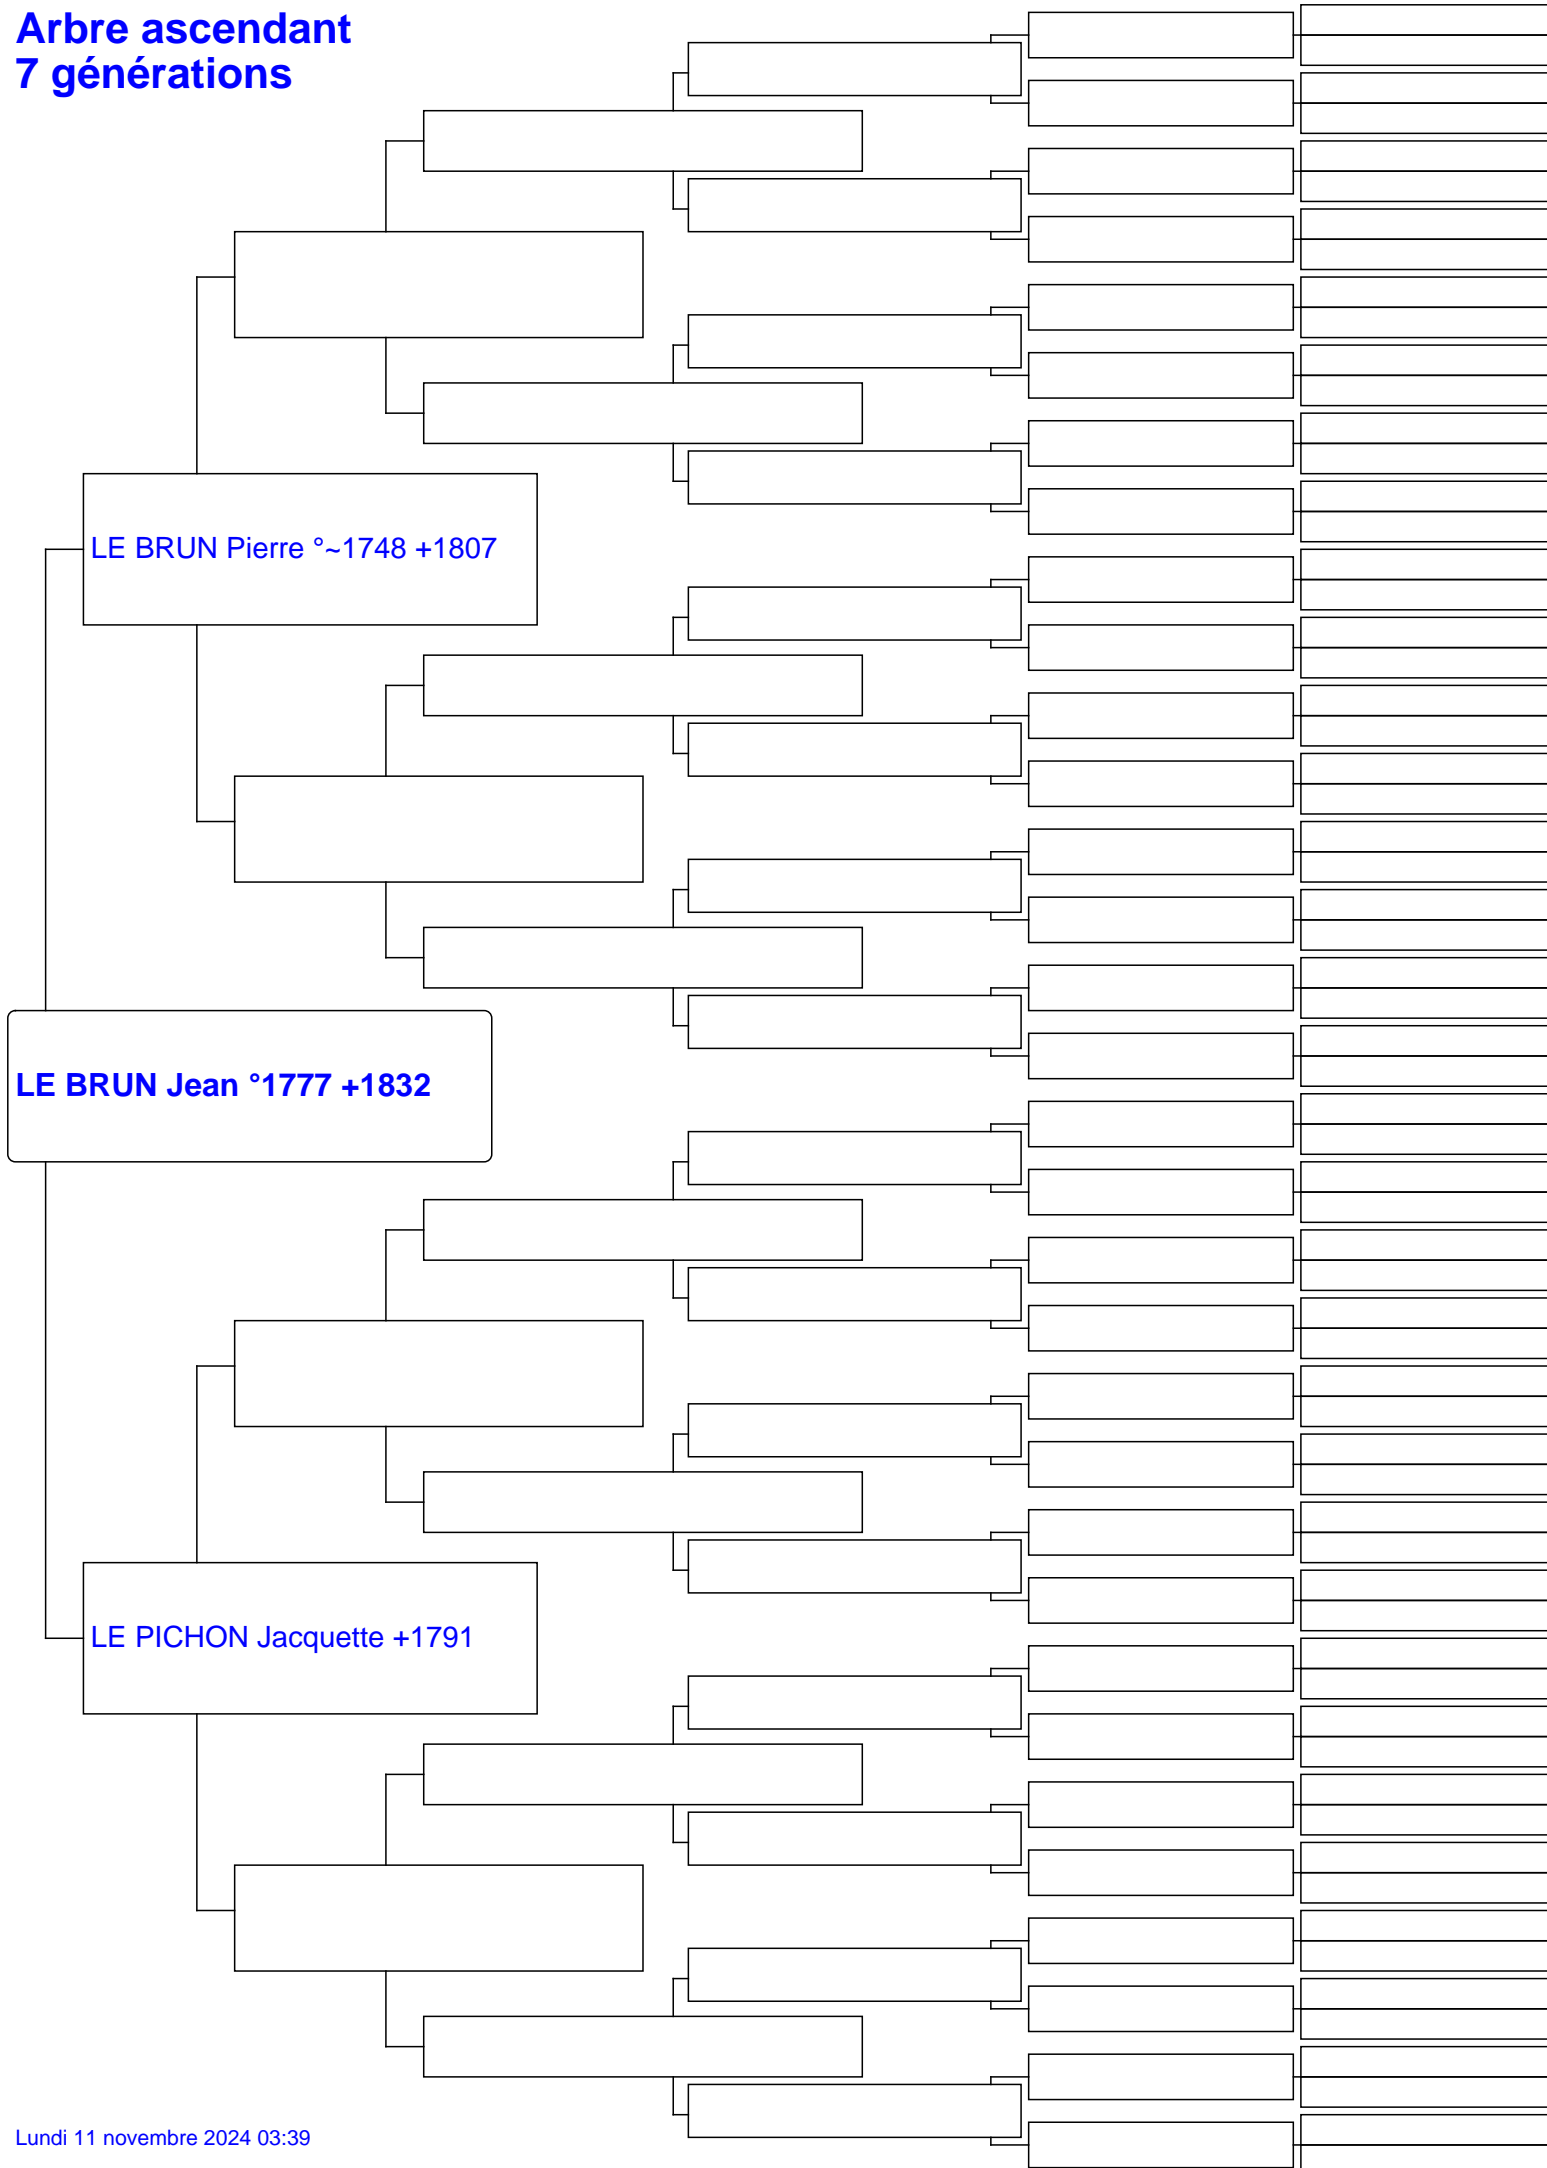 Arbre ascendant
7 générations
LE BRUN Pierre °~1748 +1807
LE BRUN Jean °1777 +1832
LE PICHON Jacquette +1791
Lundi 11 novembre 2024 03:39